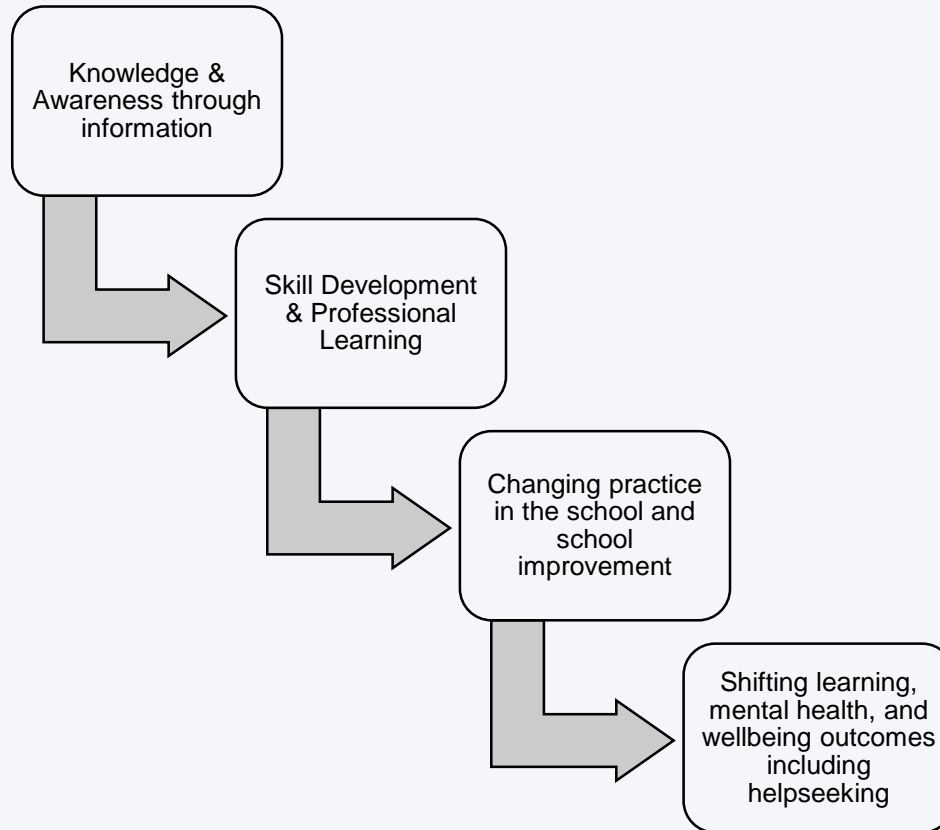 Knowledge &
Awareness through
information
Skill Development
& Professional
Learning
Changing practice
in the school and
school
improvement
Shifting learning,
mental health, and
wellbeing outcomes
including
helpseeking